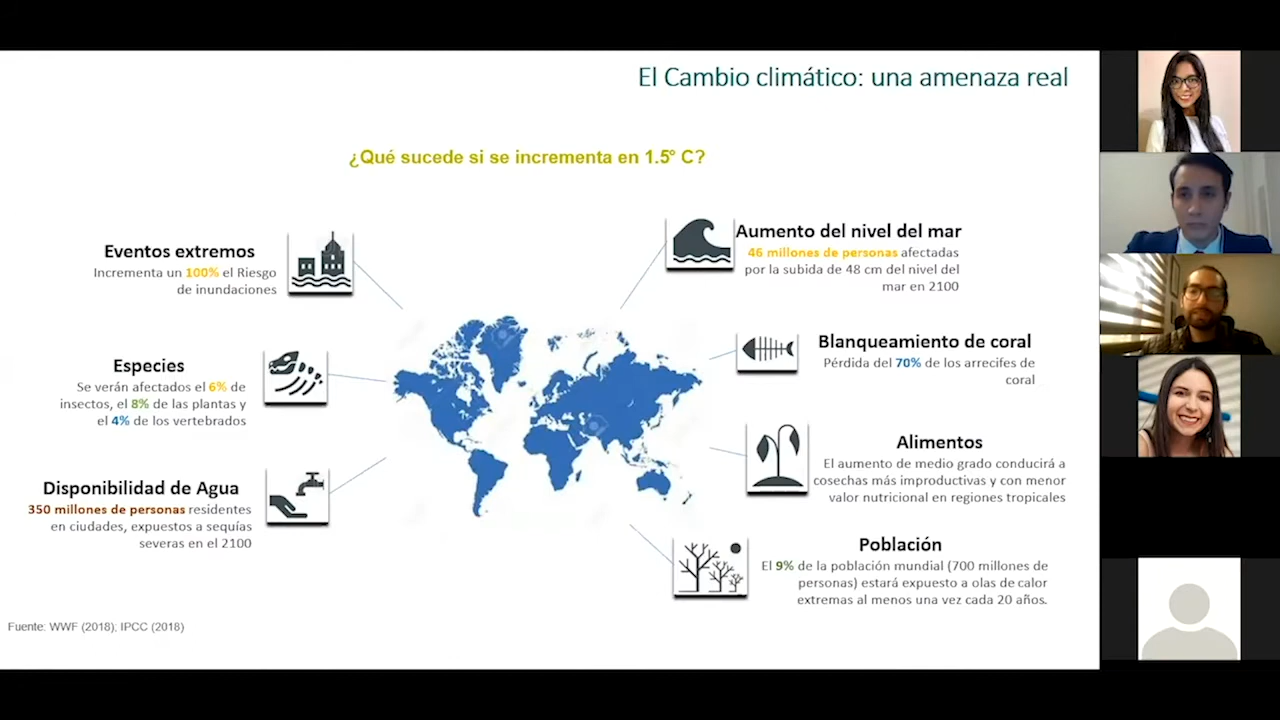 El Cambio climático: una amenaza real
¿Qué sucede si se incrementa en 1.5° C?
Eventos extremos
Incrementa un 100% el Riesgo
de inundaciones
Especies
Se verán afectados el 6% de
insectos, el 8% de las plantas y
el 4% de los vertebrados
Disponibilidad de Agua
350 millones de personas residentes
en ciudades, expuestos a sequías
severas en el 2100
Aumento del nivel del mar
46 millones de personas afectadas
por la subida de 48 cm del nivel del
mar en 2100
Blanqueamiento de coral
Pérdida del 70% de los arrecifes de
coral
Alimentos
El aumento de medio grado conducirá a
cosechas más improductivas y con menor
valor nutricional en regiones tropicales
Población
El 9% de la población mundial (700 millones de
personas) estará expuesto a olas de calor
extremas al menos una vez cada 20 años.
Fuente: WWF (2018); IPCC (2018)